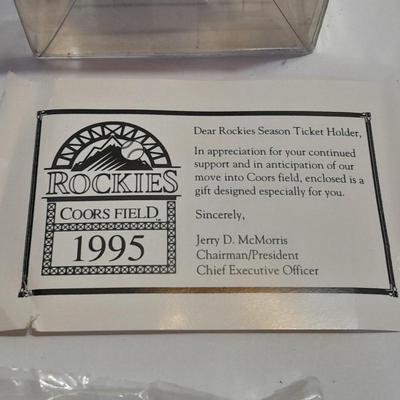 ROCKIES
COORS FIELD™
1995
Dear Rockies Season Ticket Holder,
In appreciation for your continued
support and in anticipation of our
move into Coors field, enclosed is a
gift designed especially for you.
Sincerely,
Jerry D. McMorris
Chairman/President
Chief Executive Officer